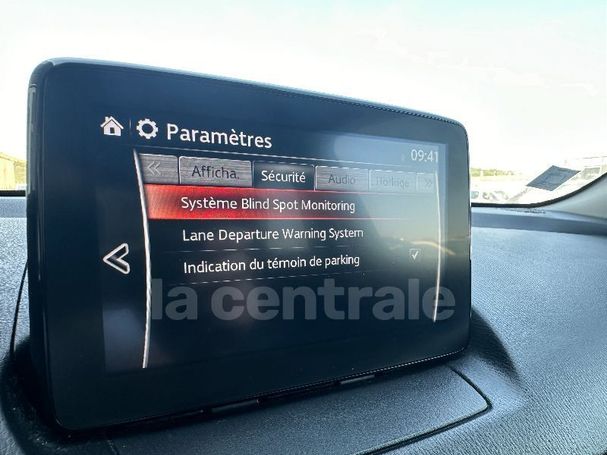 Paramètres
09:41
Afficha. Sécurité Audio Horloge
Système Blind Spot Monitoring
Lane Departure Warning System
Indication du témoin de parking
la centrale